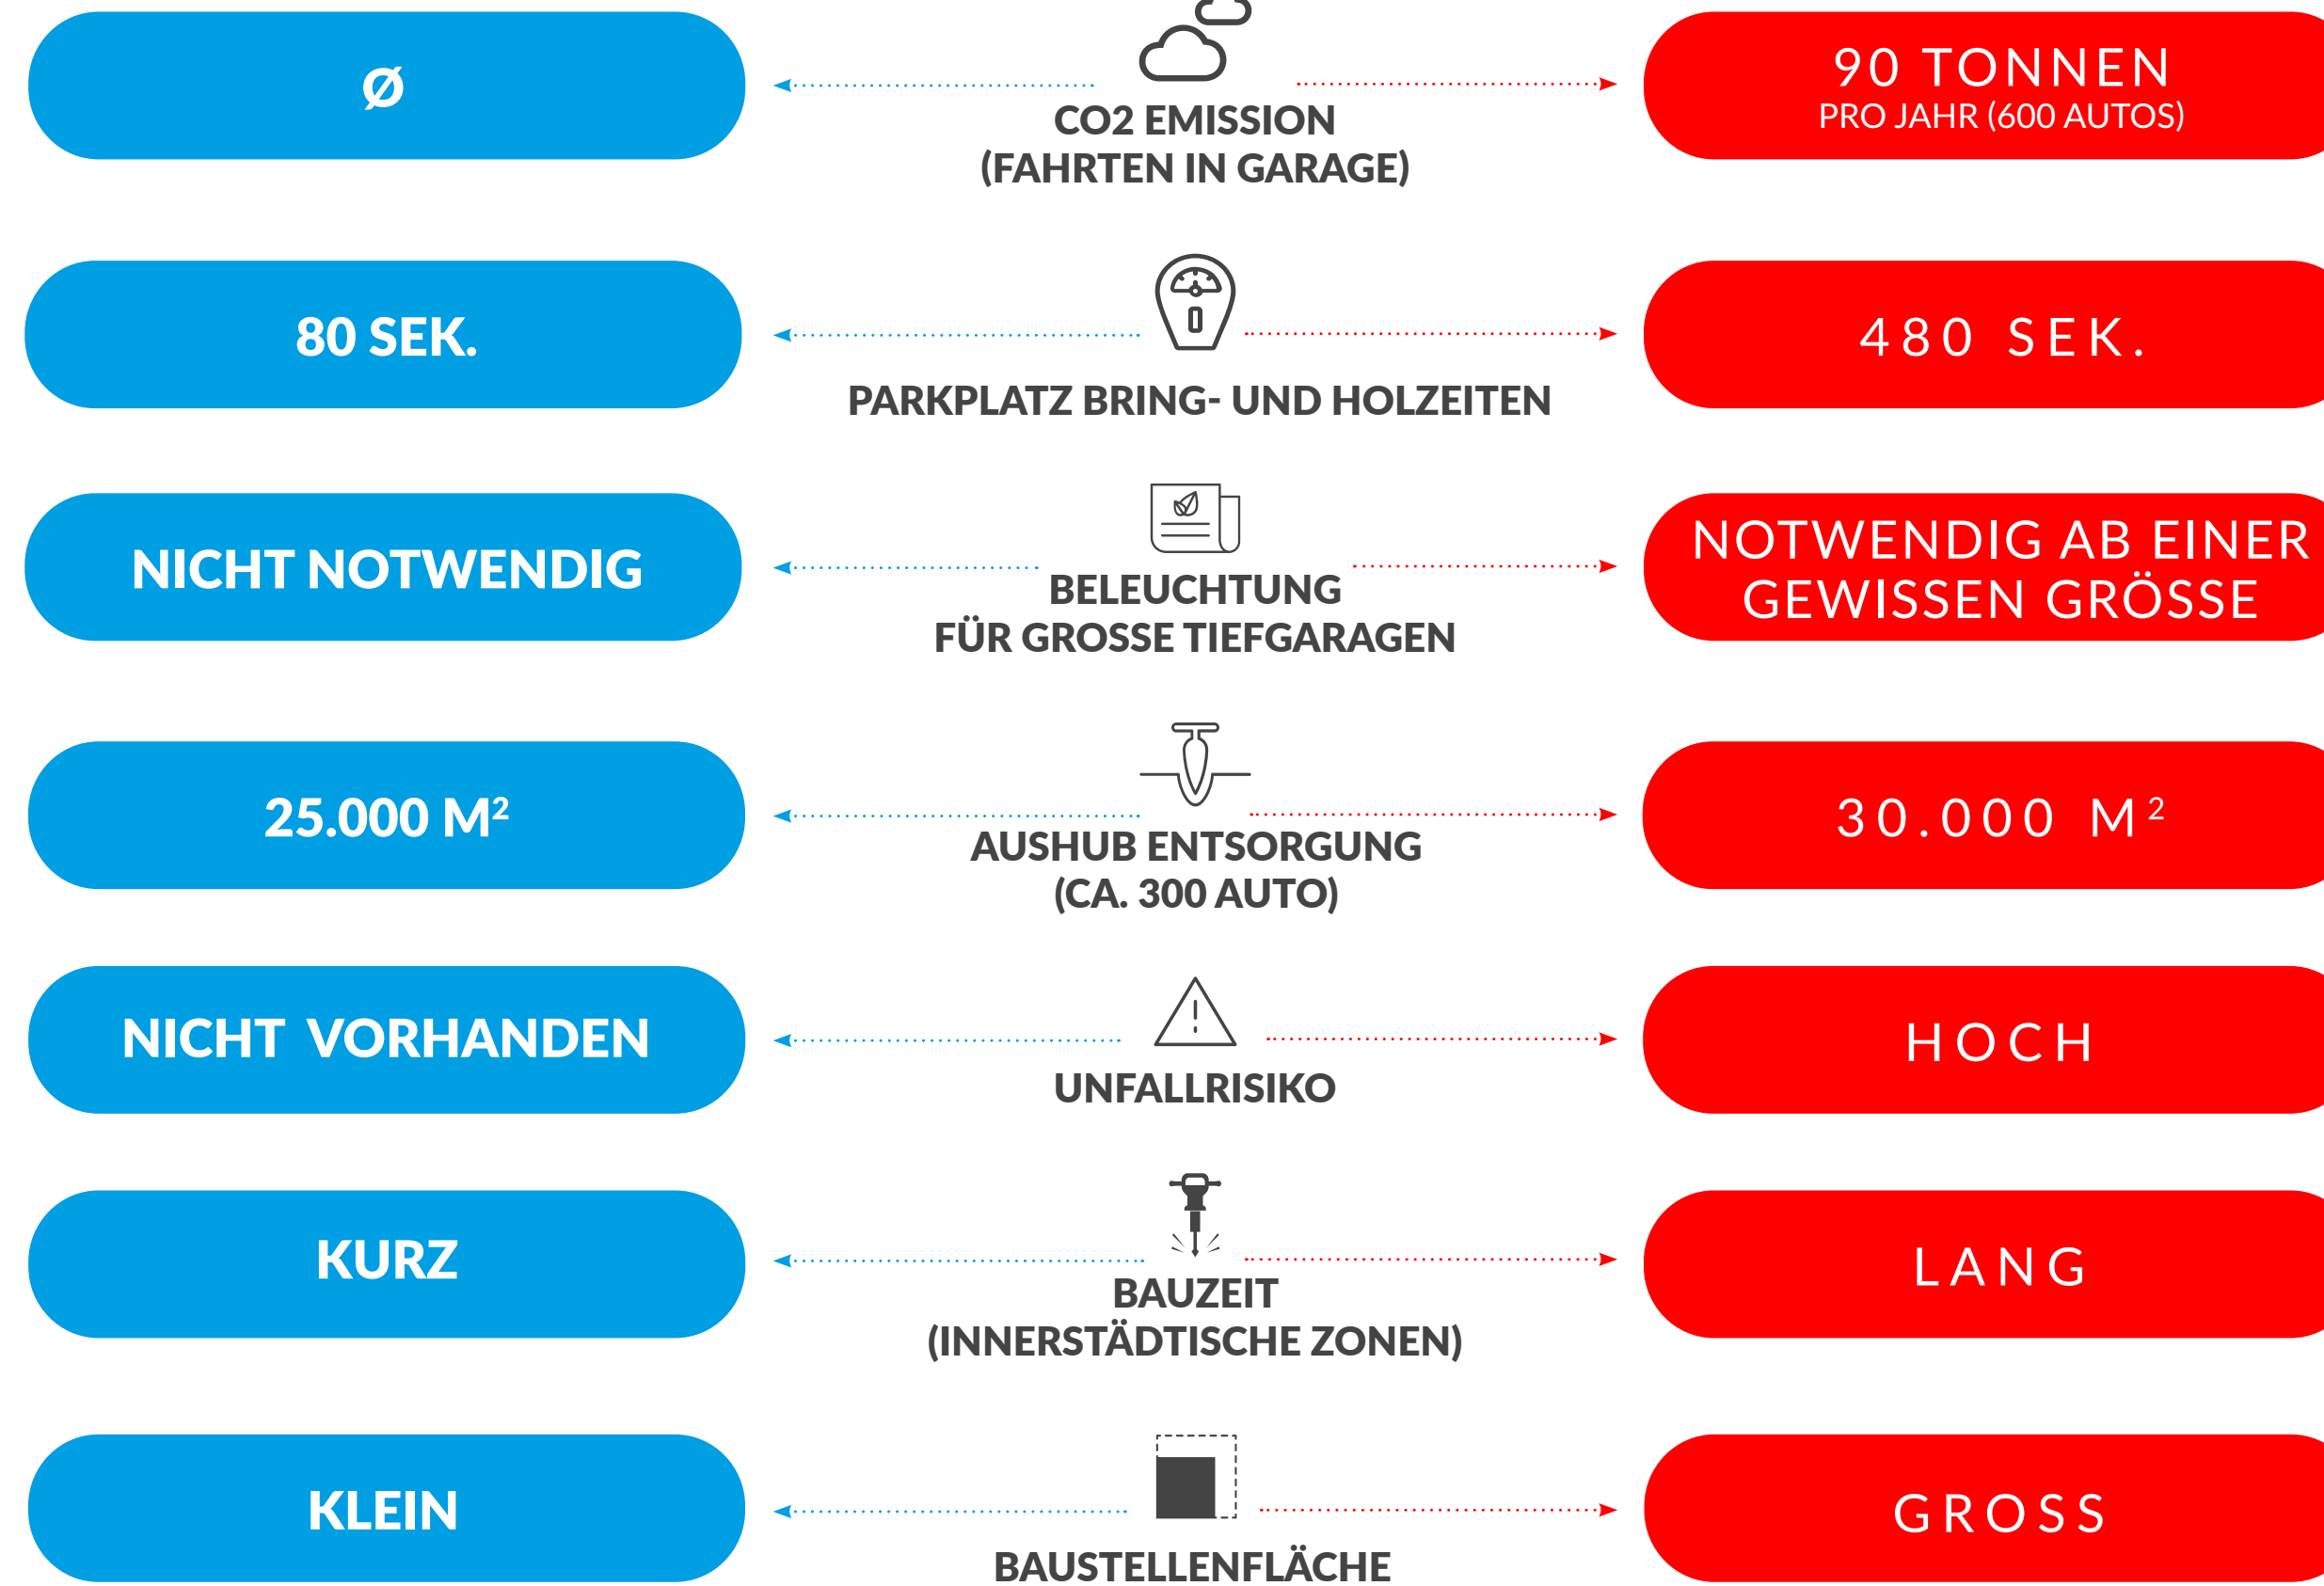 Ø
CO2 EMISSION
(FAHRTEN IN GARAGE)
90 TONNEN
PRO JAHR (600 AUTOS)
80 SEK.
PARKPLATZ BRING- UND HOLZEITEN
480 SEK.
NICHT NOTWENDIG
BELEUCHTUNG
FÜR GROSSE TIEFGARAGEN
NOTWENDIG AB EINER
GEWISSEN GRÖSSE
25.000 M²
AUSHUB ENTSORGUNG
(CA. 300 AUTO)
30.000 M²
NICHT VORHANDEN
UNFALLRISIKO
HOCH
KURZ
BAUZEIT
(INNERSTÄDTISCHE ZONEN)
LANG
KLEIN
BAUSTELLENFLÄCHE
GROSS